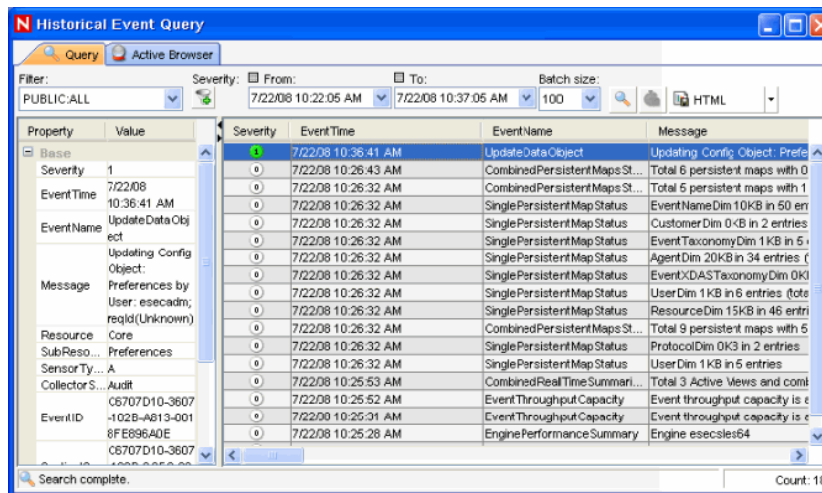 Historical Event Query
Query Active Browser
Filter: Severity: From: To: Batch size:
PUBLIC:ALL 7/22/08 10:22:05 AM 7/22/08 10:37:05 AM 100 HTML
Property Value
Base
Severity 1
EventTime 7/22/08
10:36:41 AM
EventName UpdateDataObj
ect
Message Updating Config
Object:
Preferences by
User: esecadm;
reqId(Unknown)
Resource Core
SubReso... Preferences
SensorTy... A
CollectorS... Audit
EventID C6707D10-3607
-102B-A813-001
8FE896A0E
C6707D10-3607
Severity EventTime EventName Message
1 7/22/08 10:36:41 AM UpdateDataObject Updating Config Object: Prefe
0 7/22/08 10:26:43 AM CombinedPersistentMapsSt... Total 6 persistent maps with 0
0 7/22/08 10:26:32 AM CombinedPersistentMapsSt... Total 5 persistent maps with 1
0 7/22/08 10:26:32 AM SinglePersistentMapStatus EventNameDim 10KB in 50 en
0 7/22/08 10:26:32 AM SinglePersistentMapStatus CustomerDim 0KB in 2 entries
0 7/22/08 10:26:32 AM SinglePersistentMapStatus EventTaxonomyDim 1KB in 5
0 7/22/08 10:26:32 AM SinglePersistentMapStatus AgentDim 20KB in 34 entries (
0 7/22/08 10:26:32 AM SinglePersistentMapStatus EventXDASTaxonomyDim 0K
0 7/22/08 10:26:32 AM SinglePersistentMapStatus UserDim 1KB in 6 entries (tota
0 7/22/08 10:26:32 AM SinglePersistentMapStatus ResourceDim 15KB in 46 entri
0 7/22/08 10:26:32 AM CombinedPersistentMapsSt... Total 9 persistent maps with 5
0 7/22/08 10:26:32 AM SinglePersistentMapStatus ProtocolDim 0KB in 2 entries
0 7/22/08 10:26:32 AM SinglePersistentMapStatus UserDim 1KB in 5 entries
0 7/22/08 10:25:53 AM CombinedRealTimeSummari... Total 3 Active Views and comb
0 7/22/08 10:25:52 AM EventThroughputCapacity Event throughput capacity is
0 7/22/08 10:25:31 AM EventThroughputCapacity Event throughput capacity is
0 7/22/08 10:25:28 AM EnginePerformanceSummary Engine esecsles64
Search complete. Count: